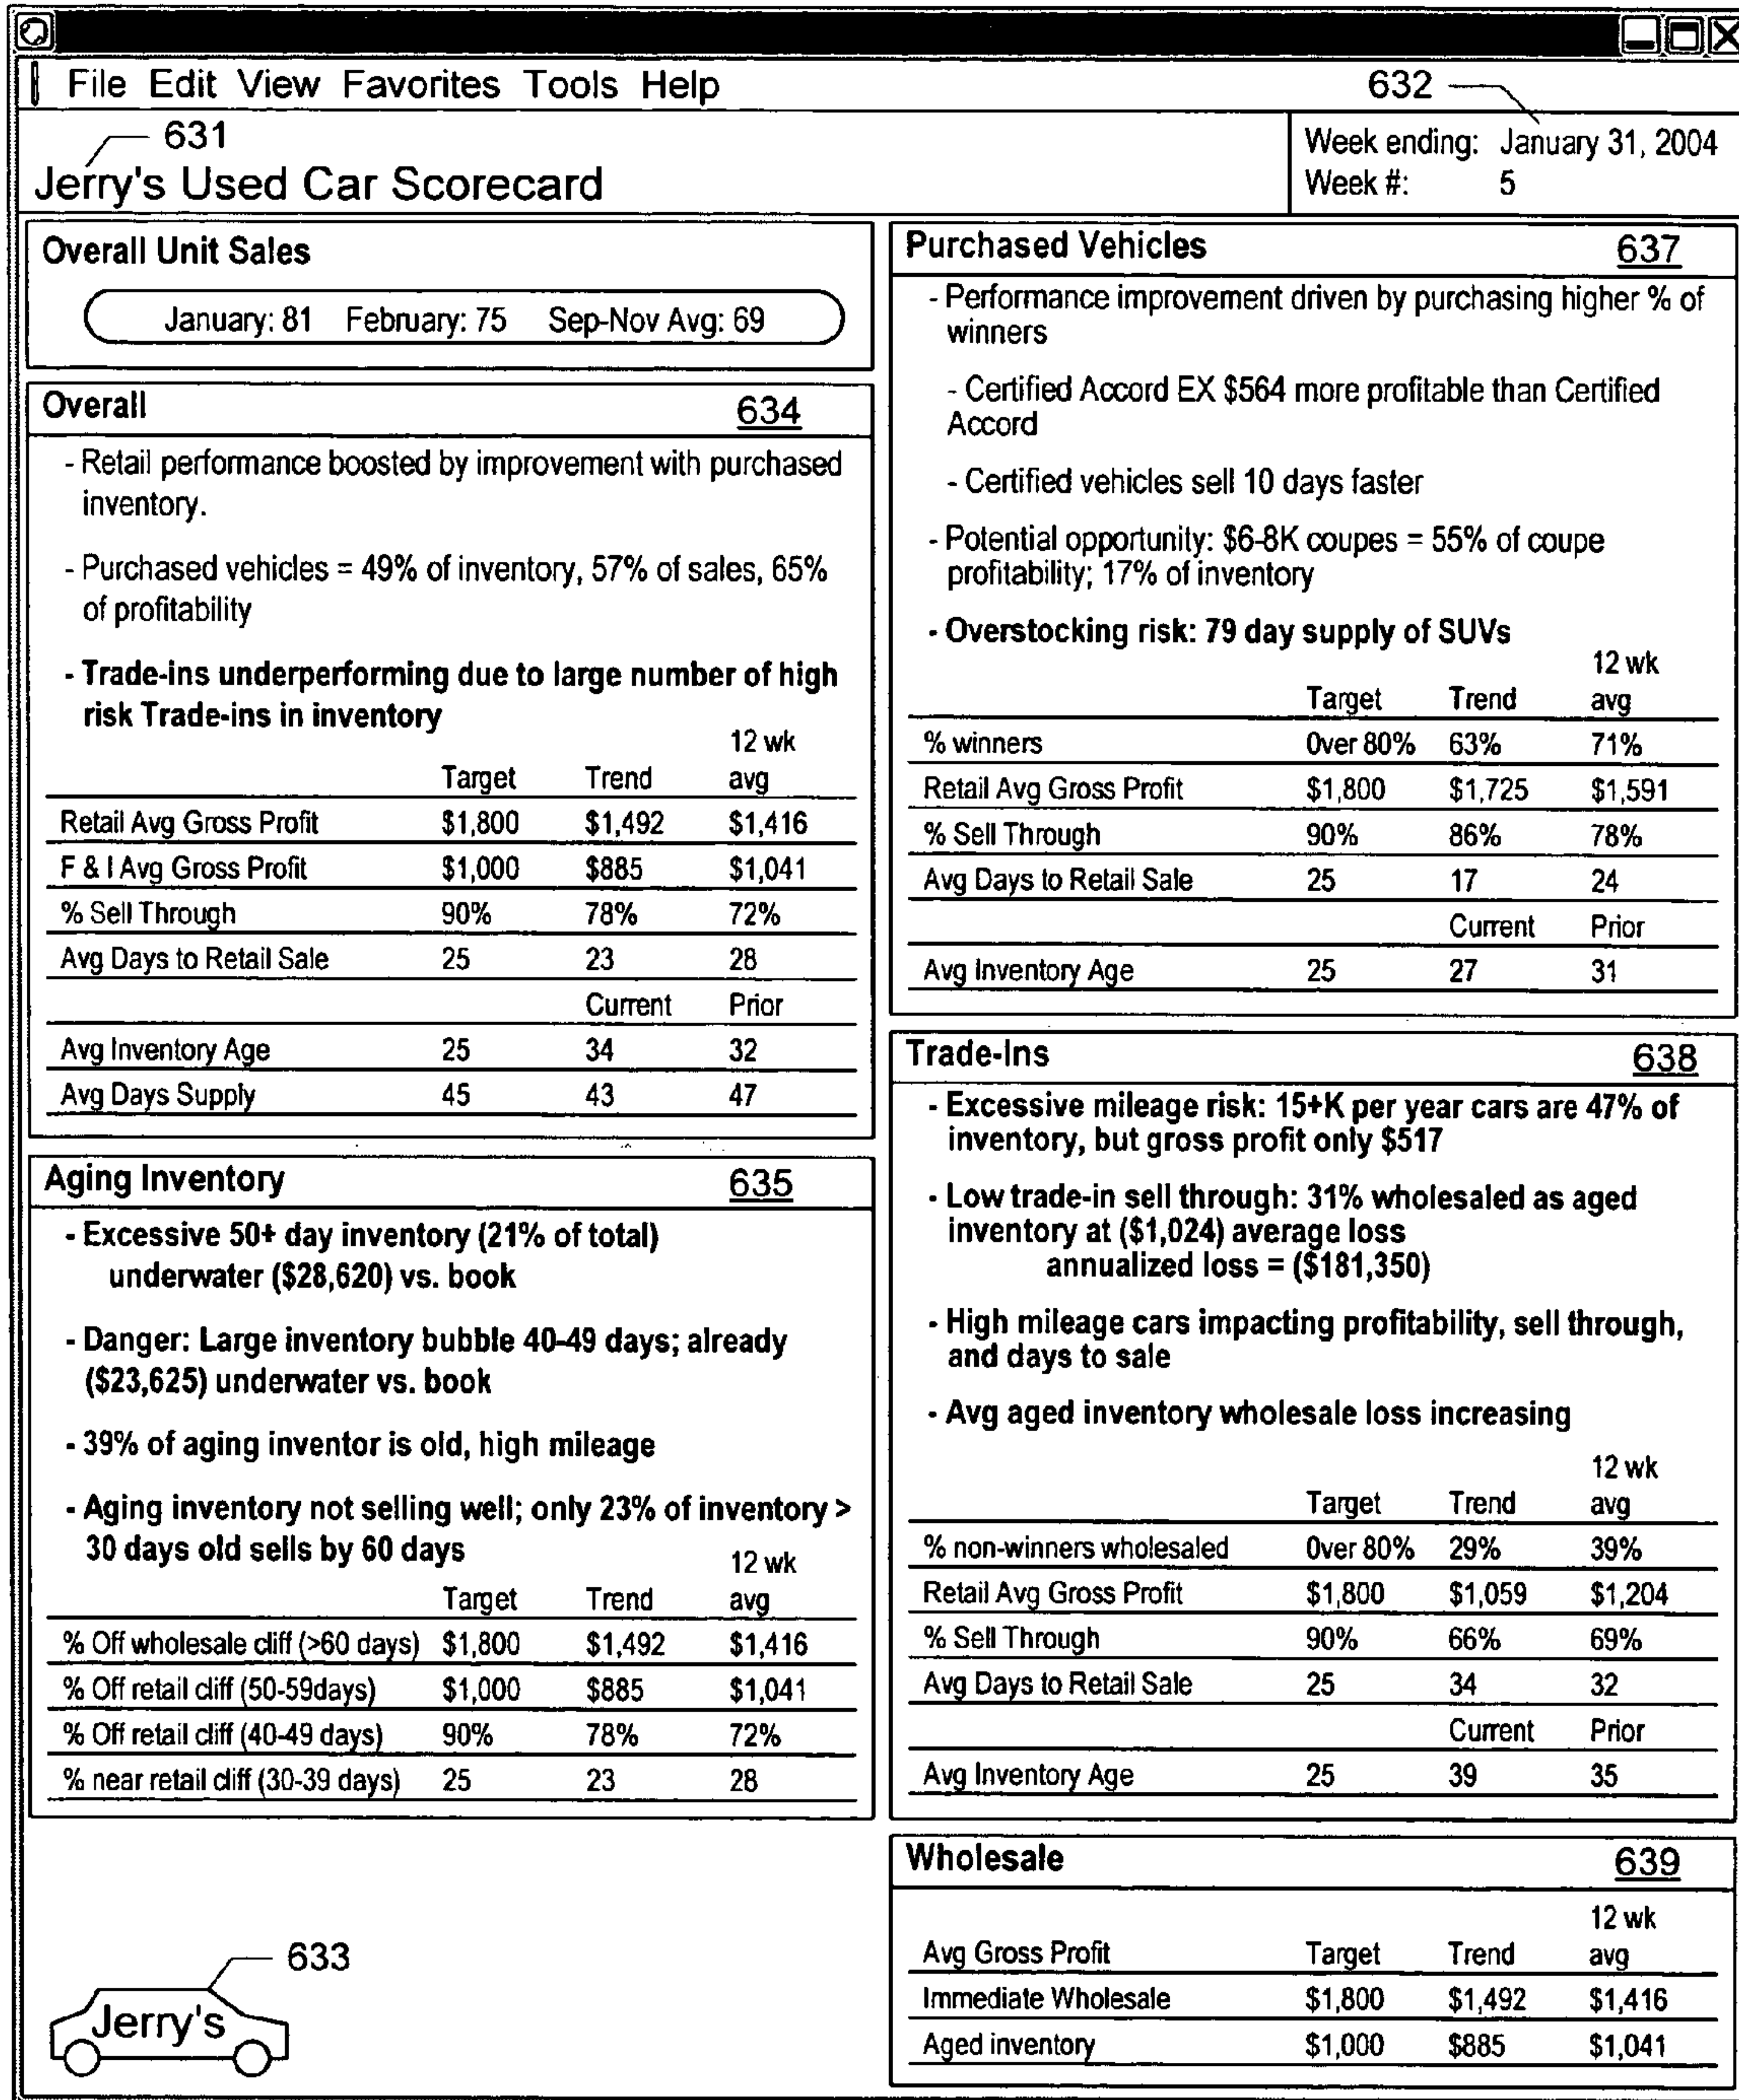 File Edit View Favorites Tools Help
632
631
Jerry's Used Car Scorecard
Week ending: January 31, 2004
Week #: 5
Overall Unit Sales
January: 81 February: 75 Sep-Nov Avg: 69
Overall 634
- Retail performance boosted by improvement with purchased
inventory.
- Purchased vehicles = 49% of inventory, 57% of sales, 65%
of profitability
- Trade-ins underperforming due to large number of high
risk Trade-ins in inventory
12 wk
Target Trend avg
Retail Avg Gross Profit $1,800 $1,492 $1,416
F & I Avg Gross Profit $1,000 $885 $1,041
% Sell Through 90% 78% 72%
Avg Days to Retail Sale 25 23 28
Current Prior
Avg Inventory Age 25 34 32
Avg Days Supply 45 43 47
Aging Inventory 635
- Excessive 50+ day inventory (21% of total)
underwater ($28,620) vs. book
- Danger: Large inventory bubble 40-49 days; already
($23,625) underwater vs. book
- 39% of aging inventor is old, high mileage
- Aging inventory not selling well; only 23% of inventory >
30 days old sells by 60 days
12 wk
Target Trend avg
% Off wholesale cliff (>60 days) $1,800 $1,492 $1,416
% Off retail cliff (50-59days) $1,000 $885 $1,041
% Off retail cliff (40-49 days) 90% 78% 72%
% near retail cliff (30-39 days) 25 23 28
633
Jerry's
Purchased Vehicles 637
- Performance improvement driven by purchasing higher % of
winners
- Certified Accord EX $564 more profitable than Certified
Accord
- Certified vehicles sell 10 days faster
- Potential opportunity: $6-8K coupes = 55% of coupe
profitability; 17% of inventory
- Overstocking risk: 79 day supply of SUVs
12 wk
Target Trend avg
% winners Over 80% 63% 71%
Retail Avg Gross Profit $1,800 $1,725 $1,591
% Sell Through 90% 86% 78%
Avg Days to Retail Sale 25 17 24
Current Prior
Avg Inventory Age 25 27 31
Trade-Ins 638
- Excessive mileage risk: 15+K per year cars are 47% of
inventory, but gross profit only $517
- Low trade-in sell through: 31% wholesaled as aged
inventory at ($1,024) average loss
annualized loss = ($181,350)
- High mileage cars impacting profitability, sell through,
and days to sale
- Avg aged inventory wholesale loss increasing
12 wk
Target Trend avg
% non-winners wholesaled Over 80% 29% 39%
Retail Avg Gross Profit $1,800 $1,059 $1,204
% Sell Through 90% 66% 69%
Avg Days to Retail Sale 25 34 32
Current Prior
Avg Inventory Age 25 39 35
Wholesale 639
12 wk
Avg Gross Profit Target Trend avg
Immediate Wholesale $1,800 $1,492 $1,416
Aged inventory $1,000 $885 $1,041